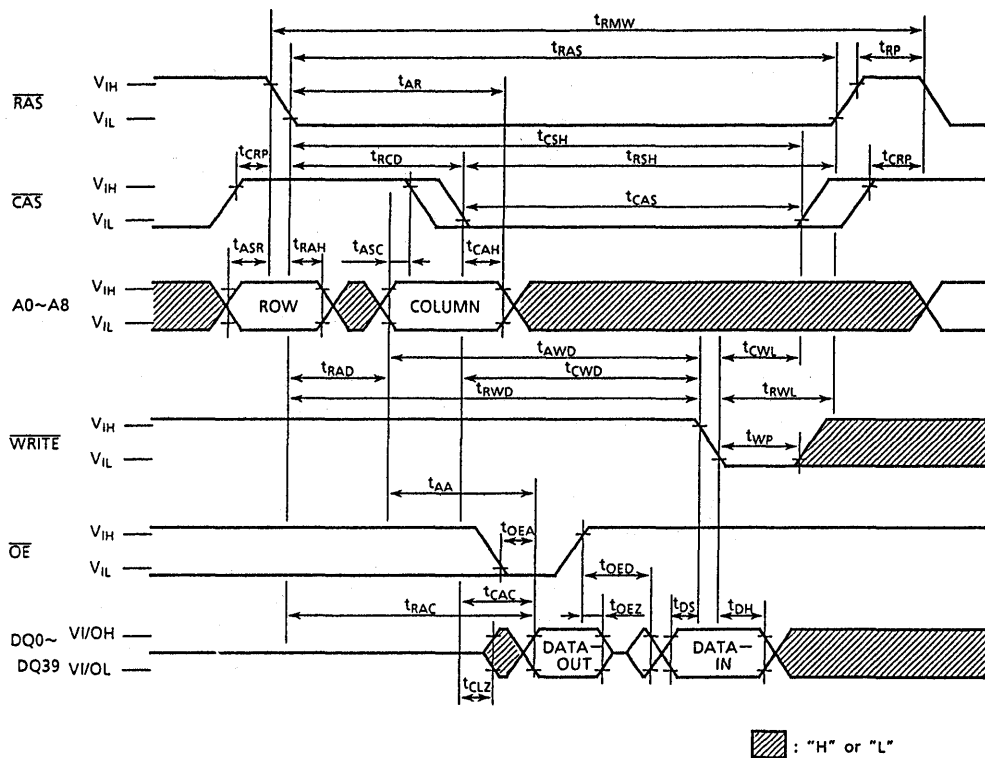 tRMW
tRAS
tRP
tAR
RAS
VIH
VIL
tCSH
tCRP
tRCD
tRSH
tCRP
CAS
VIH
VIL
tCAS
tASR
tRAH
tASC
tCAH
A0~A8
VIH
VIL
ROW
COLUMN
tAWD
tCWL
tRAD
tCWD
tRWD
tRWL
WRITE
VIH
VIL
tWP
tAA
OE
VIH
VIL
tOEA
tOED
tCAC
tRAC
tOEZ
tDS
tDH
DQ0~
DQ39
VI/OH
VI/OL
DATA-
OUT
DATA-
IN
tCLZ
: "H" or "L"